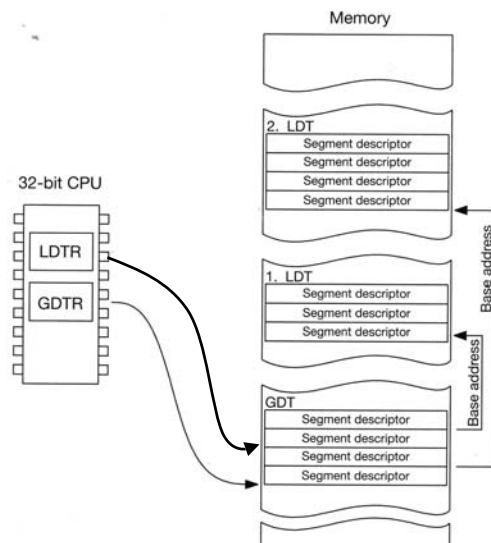 Memory
2. LDT
Segment descriptor
Segment descriptor
Segment descriptor
Segment descriptor
32-bit CPU
LDTR
GDTR
1. LDT
Segment descriptor
Segment descriptor
Segment descriptor
Base address
Base address
GDT
Segment descriptor
Segment descriptor
Segment descriptor
Segment descriptor